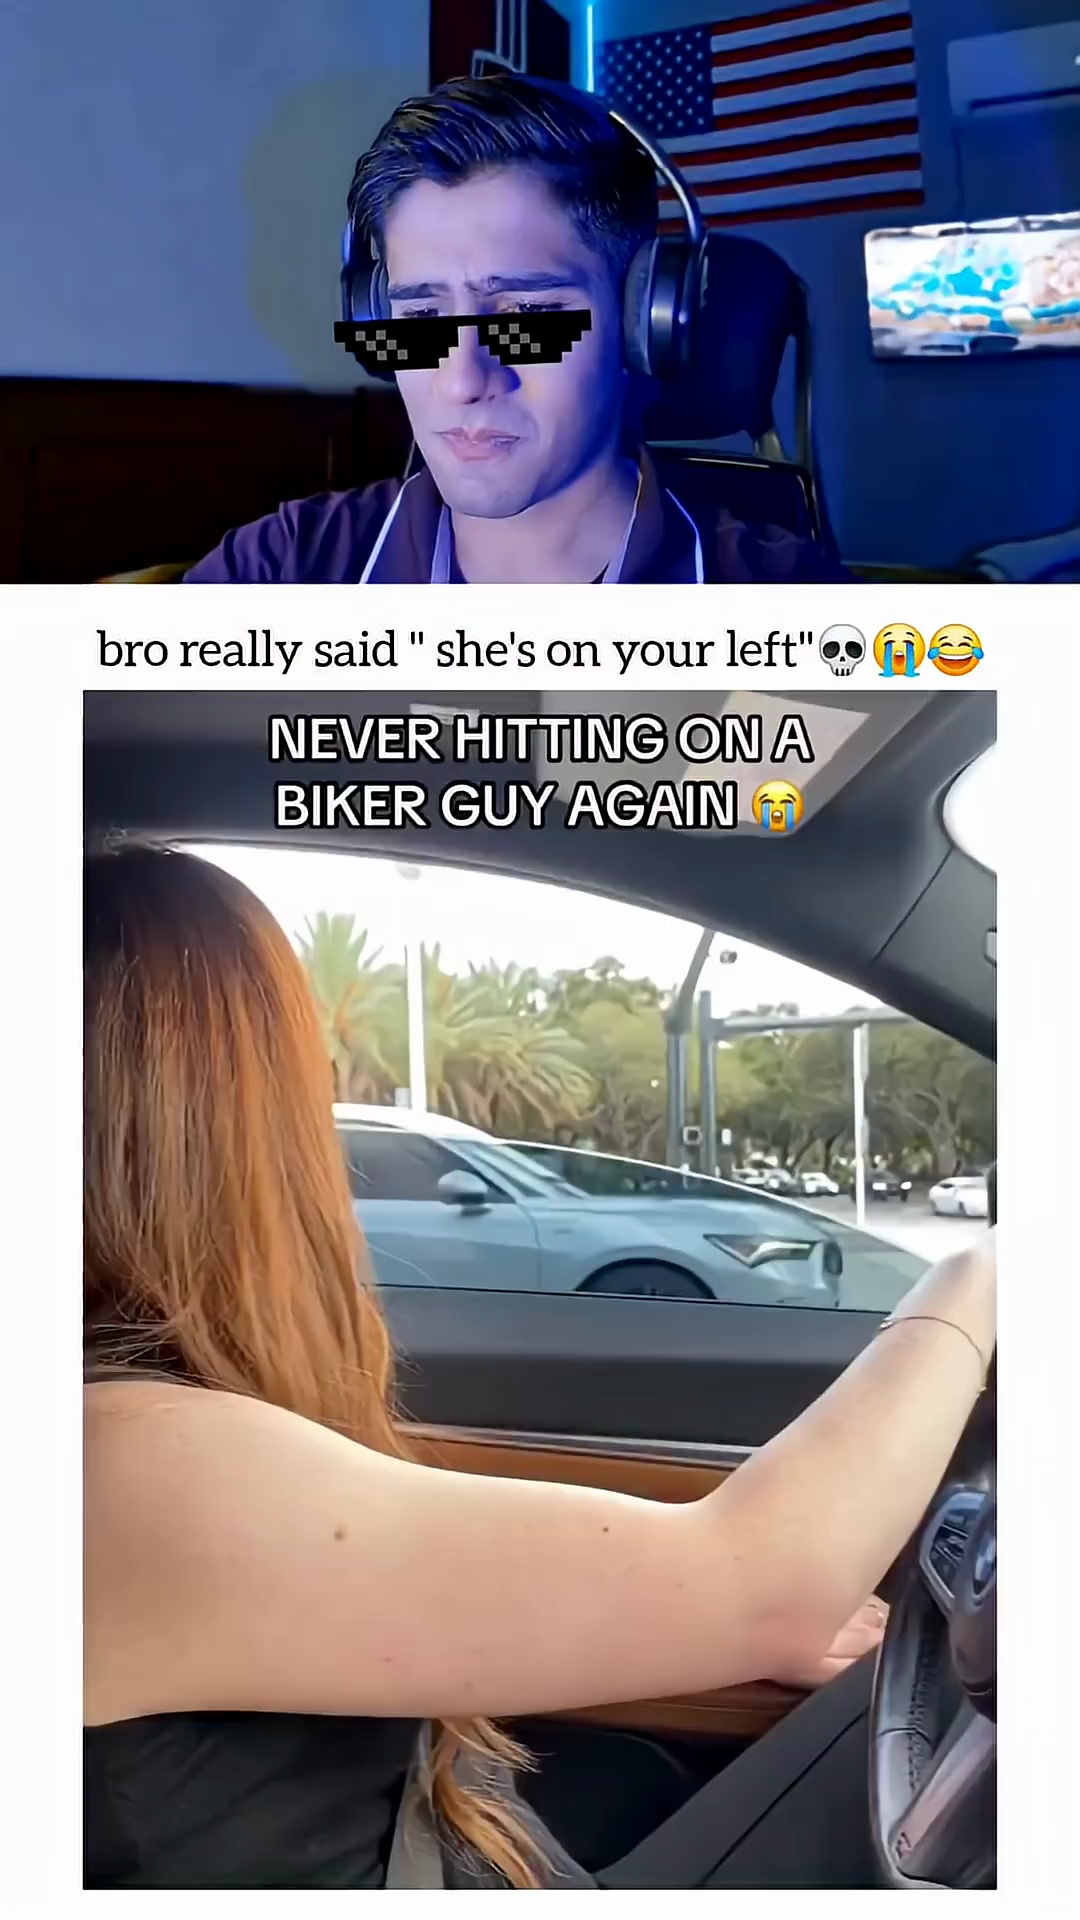 bro really said " she's on your left"💀😭😂
NEVER HITTING ON A
BIKER GUY AGAIN 😭